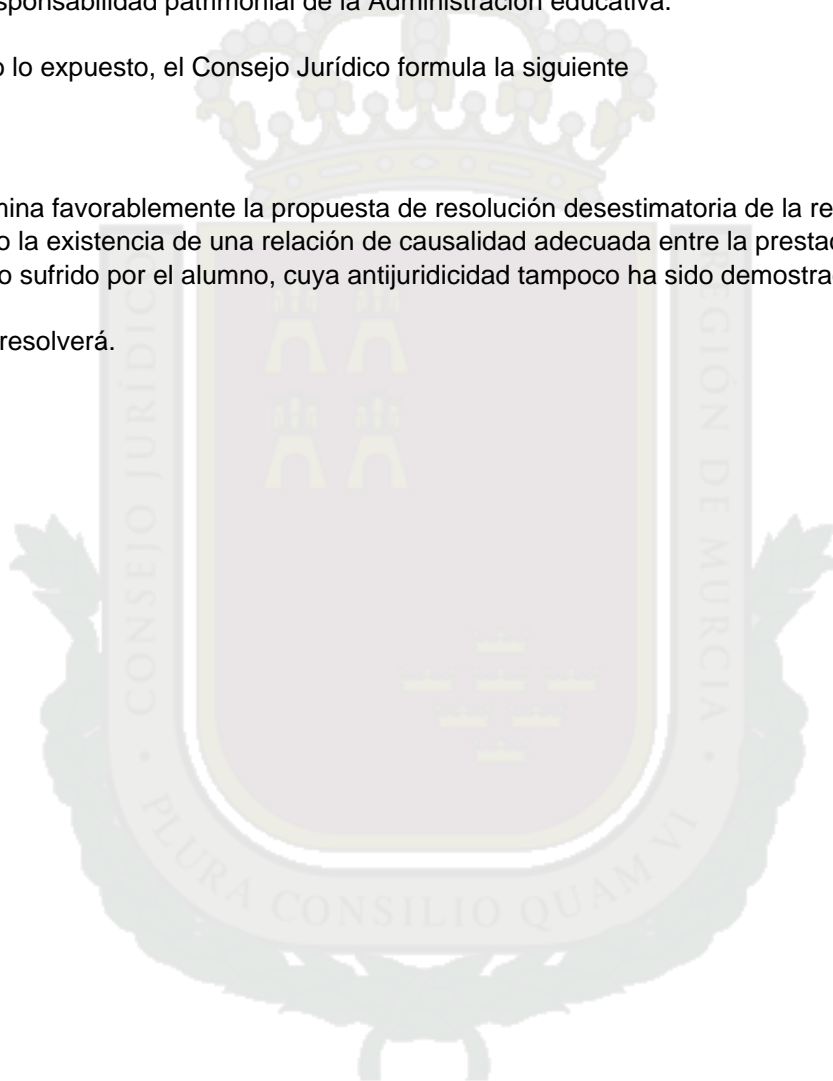 sponsabilidad patrimonial de la Administración educativa.
o lo expuesto, el Consejo Jurídico formula la siguiente
mina favorablemente la propuesta de resolución desestimatoria de la re
o la existencia de una relación de causalidad adecuada entre la presta
o sufrido por el alumno, cuya antijuridicidad tampoco ha sido demostra
resolverá.
CONSEJO JURÍDICO
REGIÓN DE MURCIA
PLURA CONSILIO QUAM VI